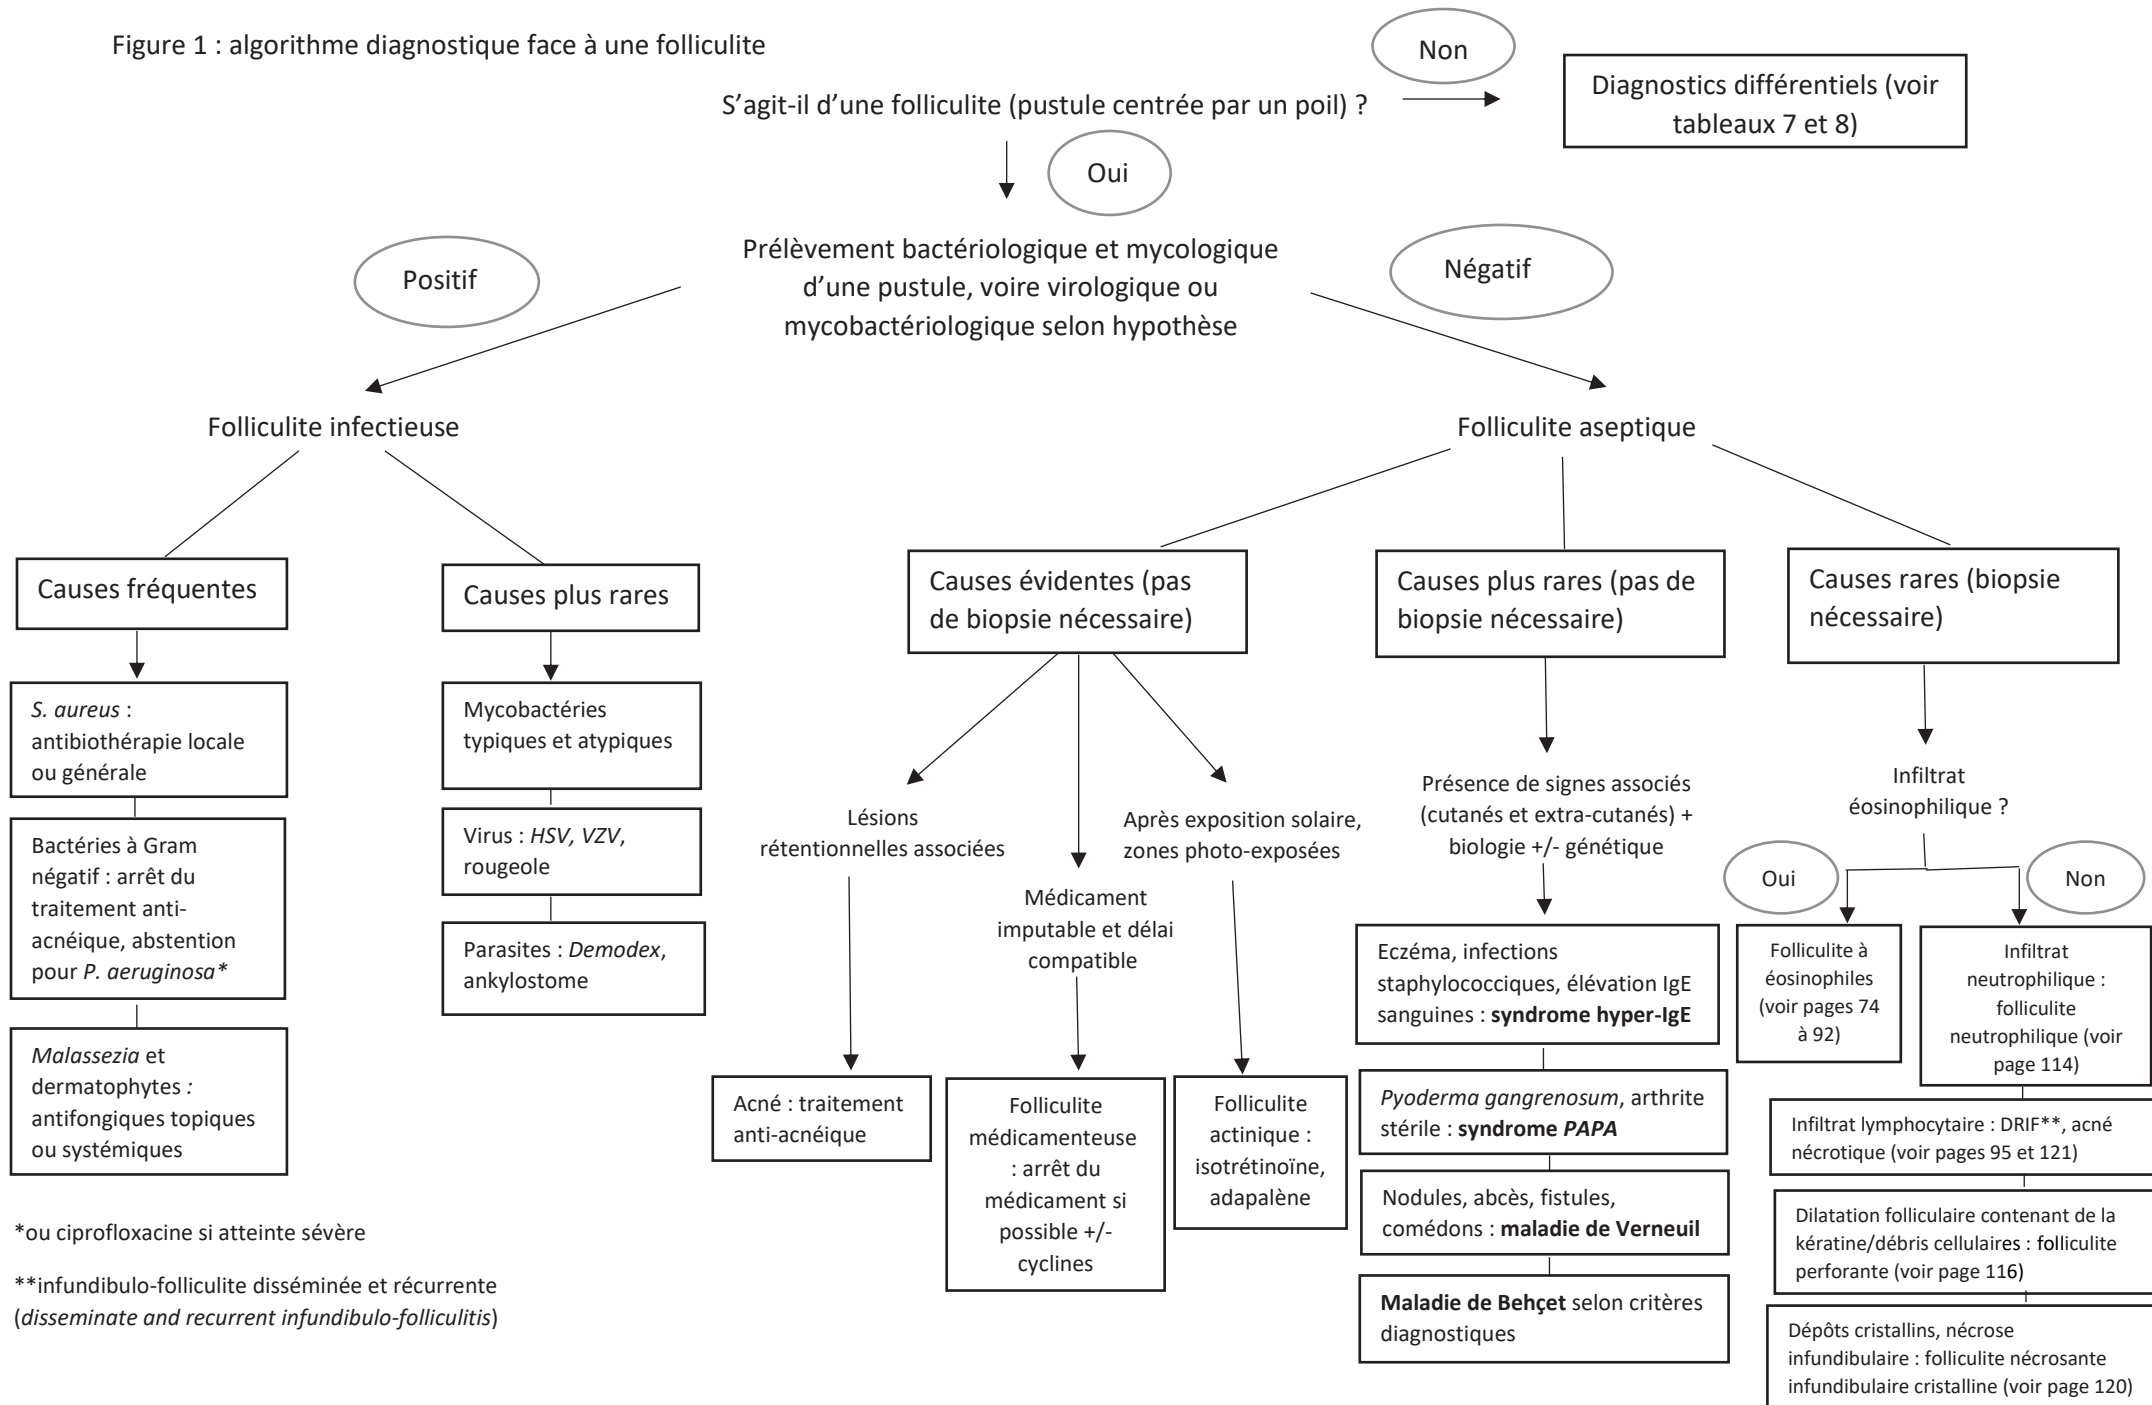 Figure 1 : algorithme diagnostique face à une folliculite
Non
S’agit-il d’une folliculite (pustule centrée par un poil) ?
Diagnostics différentiels (voir
tableaux 7 et 8)
Oui
Prélèvement bactériologique et mycologique
d’une pustule, voire virologique ou
mycobactériologique selon hypothèse
Positif
Négatif
Folliculite infectieuse
Folliculite aseptique
Causes fréquentes
Causes plus rares
Causes évidentes (pas
de biopsie nécessaire)
Causes plus rares (pas de
biopsie nécessaire)
Causes rares (biopsie
nécessaire)
S. aureus :
antibiothérapie locale
ou générale
Bactéries à Gram
négatif : arrêt du
traitement anti-
acnéique, abstention
pour P. aeruginosa*
Malassezia et
dermatophytes :
antifongiques topiques
ou systémiques
Mycobactéries
typiques et atypiques
Virus : HSV, VZV,
rougeole
Parasites : Demodex,
ankylostome
Lésions
rétentionnelles associées
Médicament
imputable et délai
compatible
Après exposition solaire,
zones photo-exposées
Acné : traitement
anti-acnéique
Folliculite
médicamenteuse
: arrêt du
médicament si
possible +/-
cyclines
Folliculite
actinique :
isotrétinoïne,
adapalène
Présence de signes associés
(cutanés et extra-cutanés) +
biologie +/- génétique
Eczéma, infections
staphylococciques, élévation IgE
sanguines : syndrome hyper-IgE
Pyoderma gangrenosum, arthrite
stérile : syndrome PAPA
Nodules, abcès, fistules,
comédons : maladie de Verneuil
Maladie de Behçet selon critères
diagnostiques
Infiltrat
éosinophilique ?
Oui
Non
Folliculite à
éosinophiles
(voir pages 74
à 92)
Infiltrat
neutrophilique :
folliculite
neutrophilique (voir
page 114)
Infiltrat lymphocytaire : DRIF**, acné
nécrotique (voir pages 95 et 121)
Dilatation folliculaire contenant de la
kératine/débris cellulaires : folliculite
perforante (voir page 116)
Dépôts cristallins, nécrose
infundibulaire : folliculite nécrosante
infundibulaire cristalline (voir page 120)
*ou ciprofloxacine si atteinte sévère
**infundibulo-folliculite disséminée et récurrente
(disseminate and recurrent infundibulo-folliculitis)